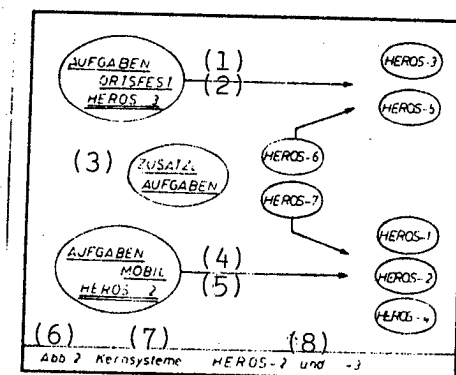 AUFGABEN
ORTSFEST
HEROS 3
(1)
(2)
HEROS-3
HEROS-5
(3)
ZUSÄTZL.
AUFGABEN
HEROS-6
HEROS-7
AUFGABEN
MOBIL
HEROS 2
(4)
(5)
HEROS-1
HEROS-2
HEROS-4
(6) (7) (8)
Abb 2 Kernsysteme HEROS-2 und -3